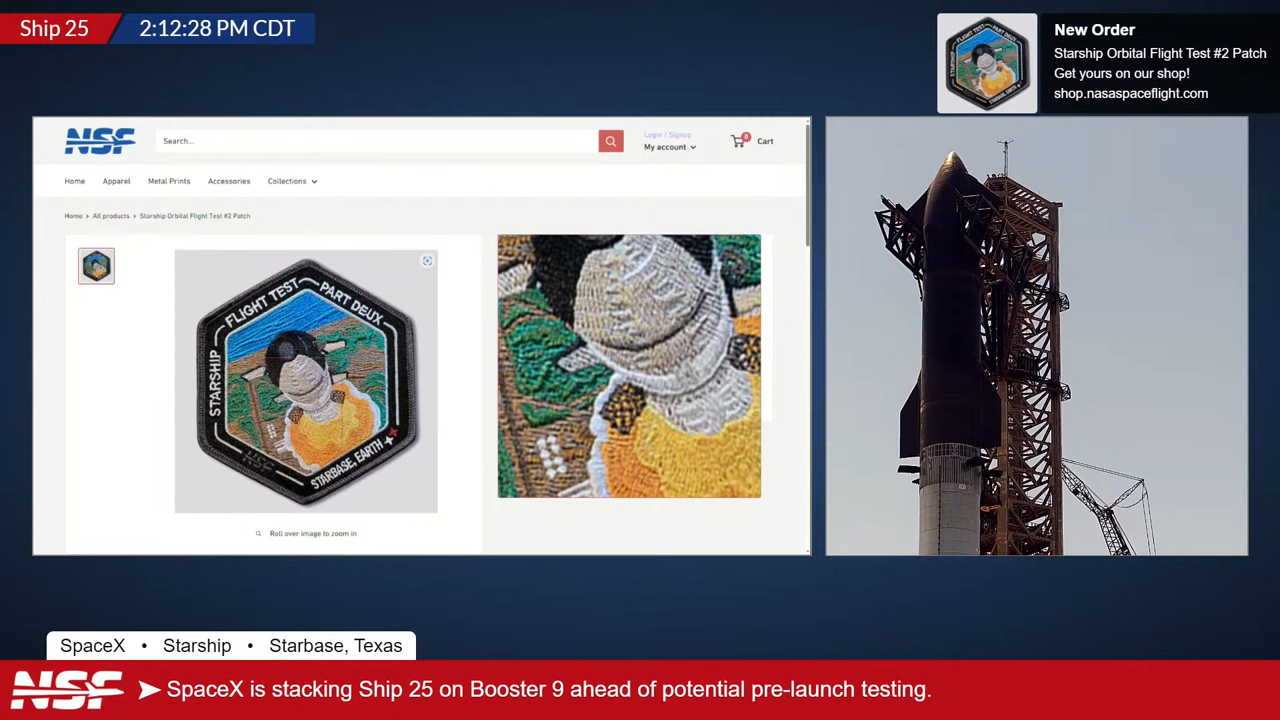 Ship 25
2:12:28 PM CDT
New Order
Starship Orbital Flight Test #2 Patch
Get yours on our shop!
shop.nasaspaceflight.com
NSF
Search...
Login / Signup
My account
0
Cart
Home
Apparel
Metal Prints
Accessories
Collections
Home > All products > Starship Orbital Flight Test #2 Patch
STARSHIP
FLIGHT TEST
PART DEUX
STARBASE, EARTH
Roll over image to zoom in
SpaceX • Starship • Starbase, Texas
NSF
SpaceX is stacking Ship 25 on Booster 9 ahead of potential pre-launch testing.